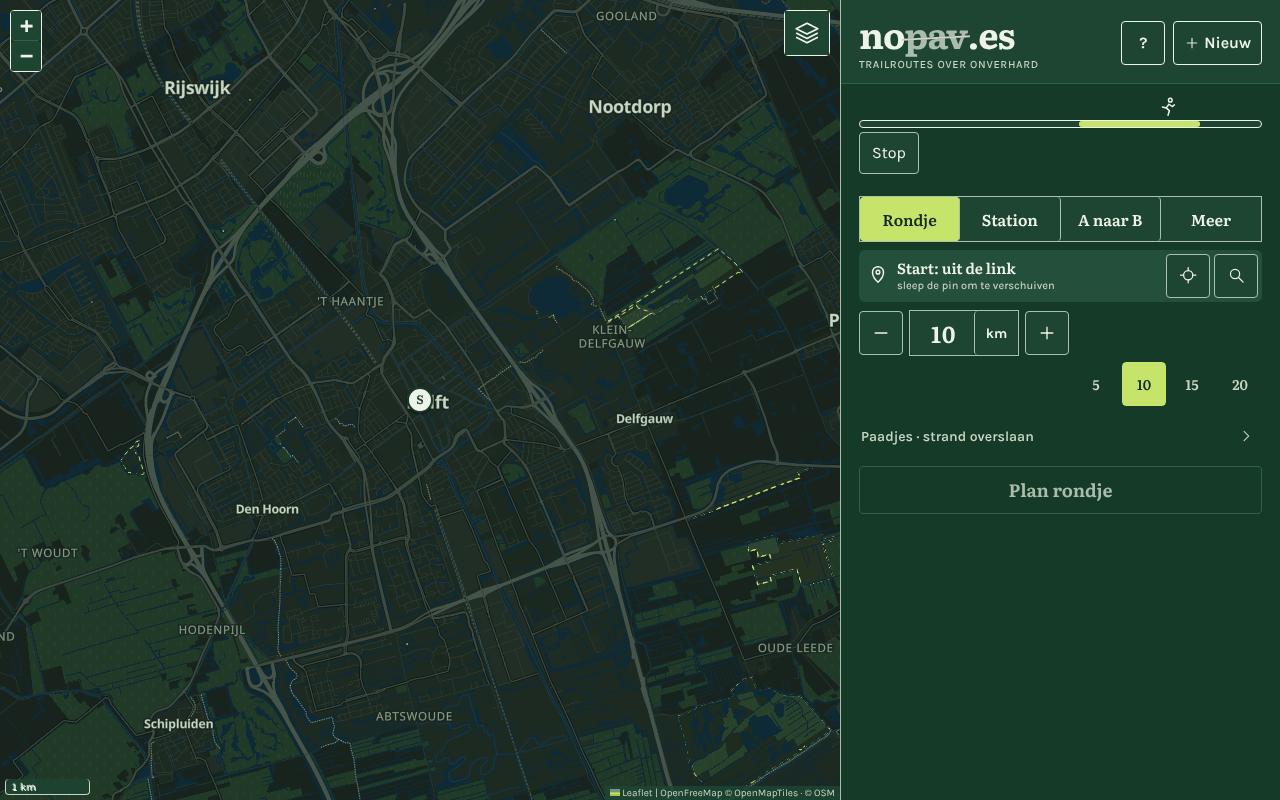 +
−
GOOLAND
Rijswijk
Nootdorp
'T HAANTJE
KLEIN-
DELFGAUW
S
lft
Delfgauw
P
Den Hoorn
'T WOUDT
HODENPIJL
ND
OUDE LEEDE
Schipluiden
ABTSWOUDE
1 km
Leaflet | OpenFreeMap © OpenMapTiles · © OSM
nopav.es
TRAILROUTES OVER ONVERHARD
?
+ Nieuw
Stop
Rondje
Station
A naar B
Meer
Start: uit de link
sleep de pin om te verschuiven
−
10
km
+
5
10
15
20
Paadjes · strand overslaan
Plan rondje